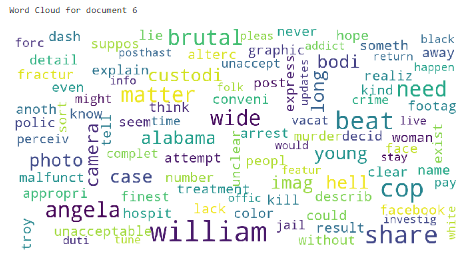 Word Cloud for document 6
forc dash lie brutal pleas never hope black
suppos alterc graphic addict someth away
detail explain posthast unaccept express updates bodi return happen
fractur info custodi long realiz need
even might matter folk post kind crime footag
anoth sort know tell think conveni
polic camera seem time wide vacat beat live
perceiv alabama arrest murder decid woman exist
photo complet attempt unclear peopl young face stay name
malfunct case number would clear pay
appropri treatment imag featur hell describ cop
angela finest offic kill facebook investig
troy hospit lack color jail could result share white
unacceptable william without
duti tune